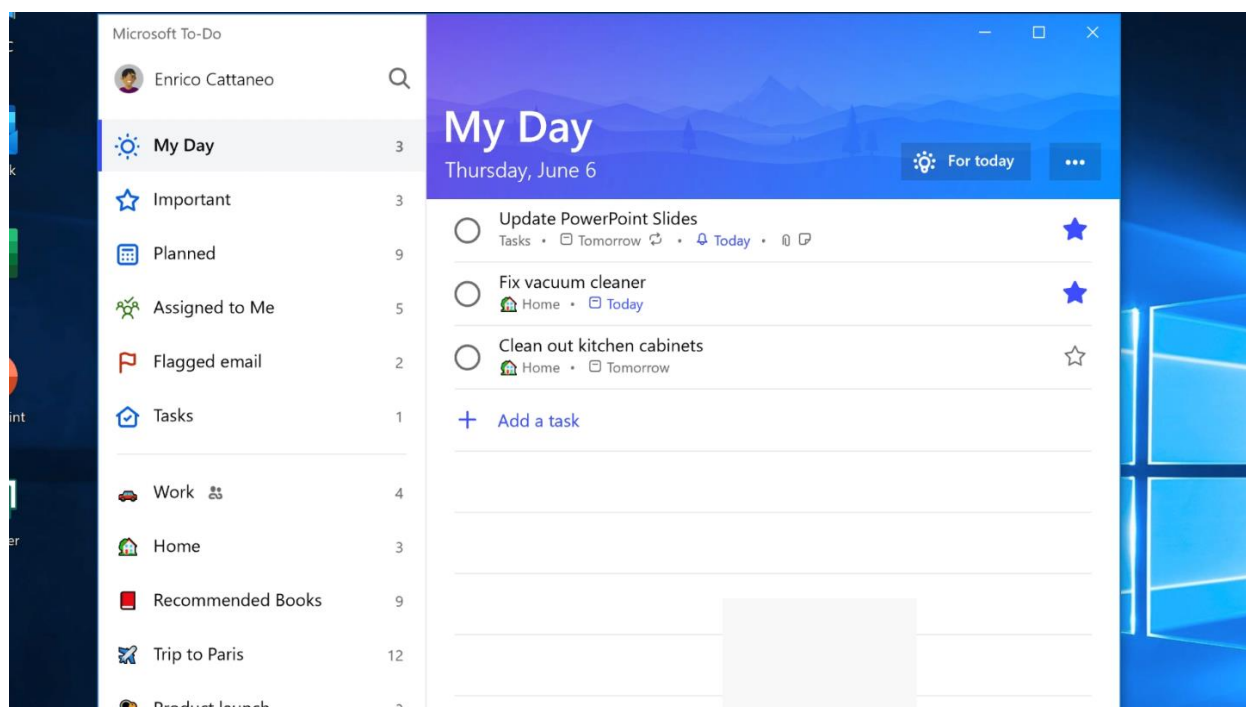 Microsoft To-Do
Enrico Cattaneo
My Day 3
Important 3
Planned 9
Assigned to Me 5
Flagged email 2
Tasks 1
Work 4
Home 3
Recommended Books 9
Trip to Paris 12
Product launch
My Day
Thursday, June 6
For today
Update PowerPoint Slides
Tasks • Tomorrow • Today •
Fix vacuum cleaner
Home • Today
Clean out kitchen cabinets
Home • Tomorrow
Add a task